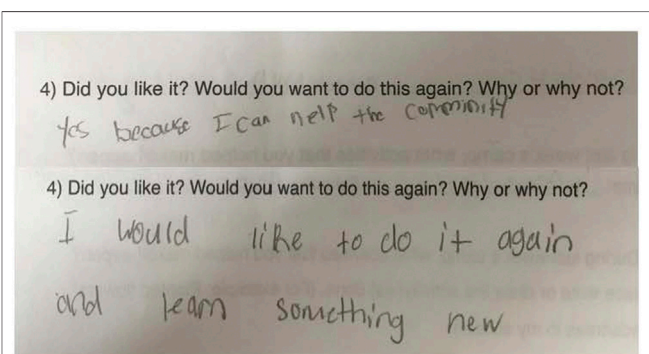 4) Did you like it? Would you want to do this again? Why or why not?
Yes because I can help the comminity
4) Did you like it? Would you want to do this again? Why or why not?
I would like to do it again
and learn something new